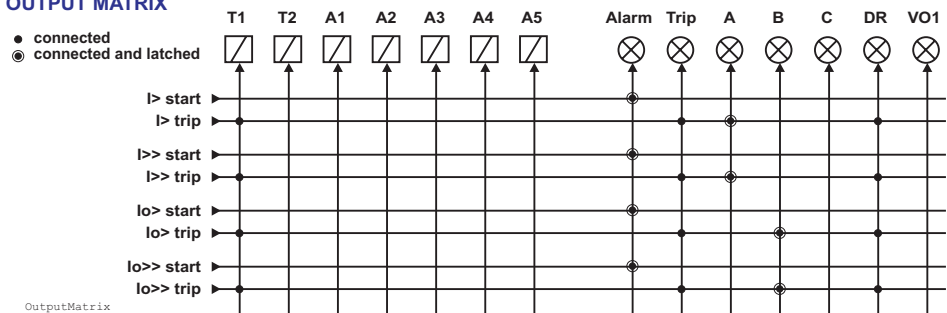 OUTPUT MATRIX
T1 T2 A1 A2 A3 A4 A5 Alarm Trip A B C DR VO1
connected
connected and latched
I> start
I> trip
I>> start
I>> trip
Io> start
Io> trip
Io>> start
Io>> trip
OutputMatrix